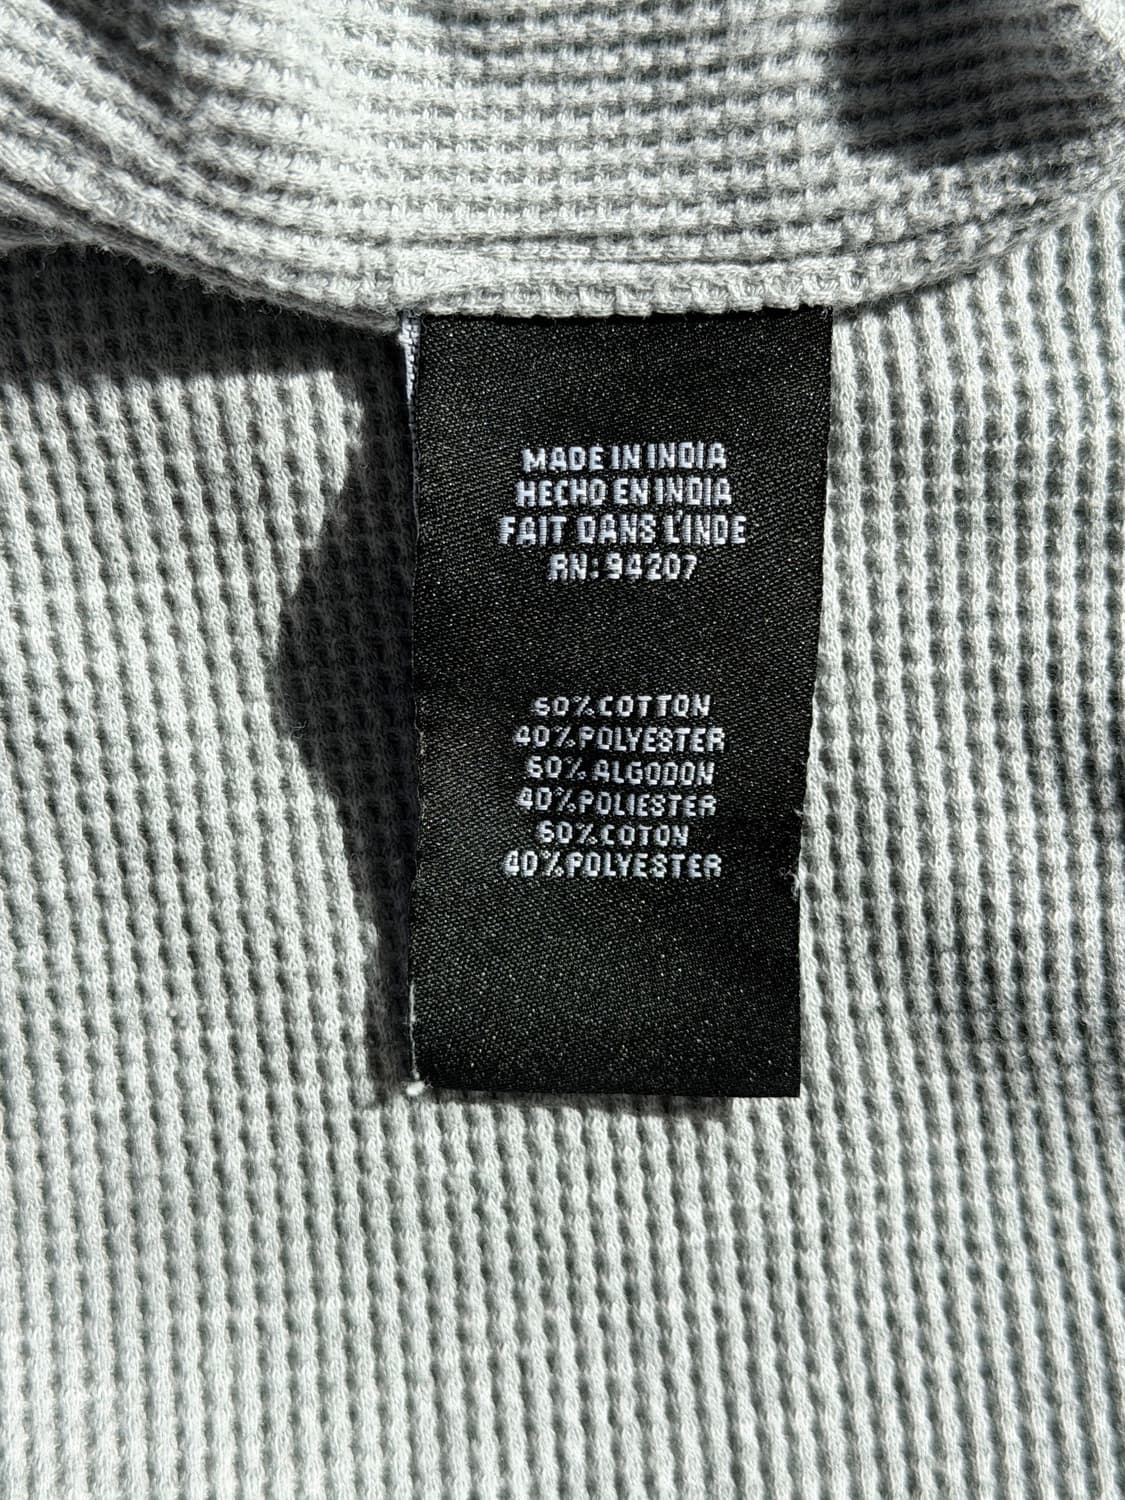 MADE IN INDIA
HECHO EN INDIA
FAIT DANS L'INDE
RN: 94207
60% COTTON
40% POLYESTER
60% ALGODON
40% POLIESTER
60% COTON
40% POLYESTER